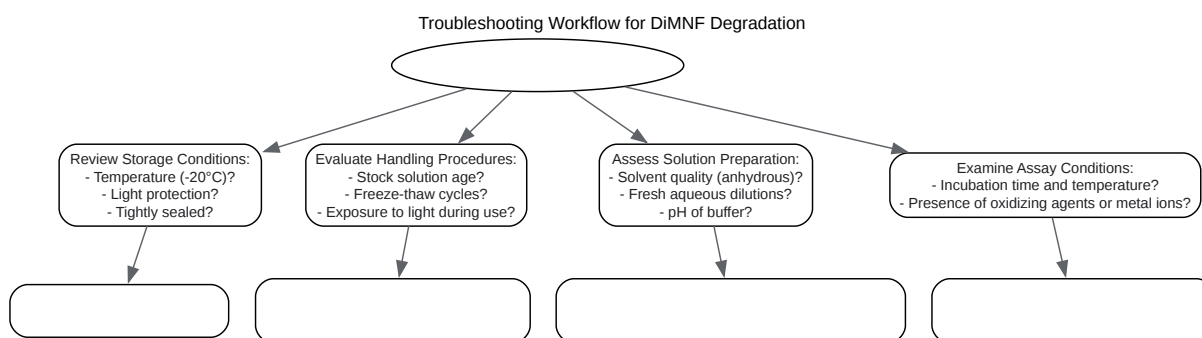 Troubleshooting Workflow for DiMNF Degradation
Review Storage Conditions:
- Temperature (-20°C)?
- Light protection?
- Tightly sealed?
Evaluate Handling Procedures:
- Stock solution age?
- Freeze-thaw cycles?
- Exposure to light during use?
Assess Solution Preparation:
- Solvent quality (anhydrous)?
- Fresh aqueous dilutions?
- pH of buffer?
Examine Assay Conditions:
- Incubation time and temperature?
- Presence of oxidizing agents or metal ions?